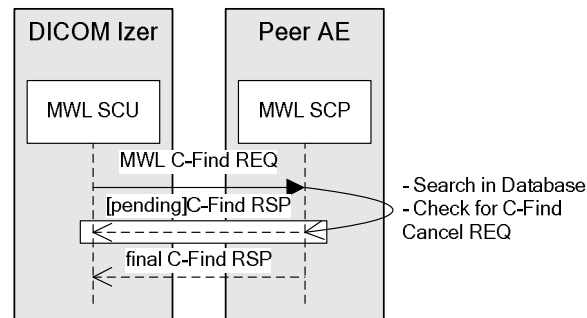 DICOM Izer
Peer AE
MWL SCU
MWL SCP
MWL C-Find REQ
[pending]C-Find RSP
- Search in Database
- Check for C-Find
Cancel REQ
final C-Find RSP